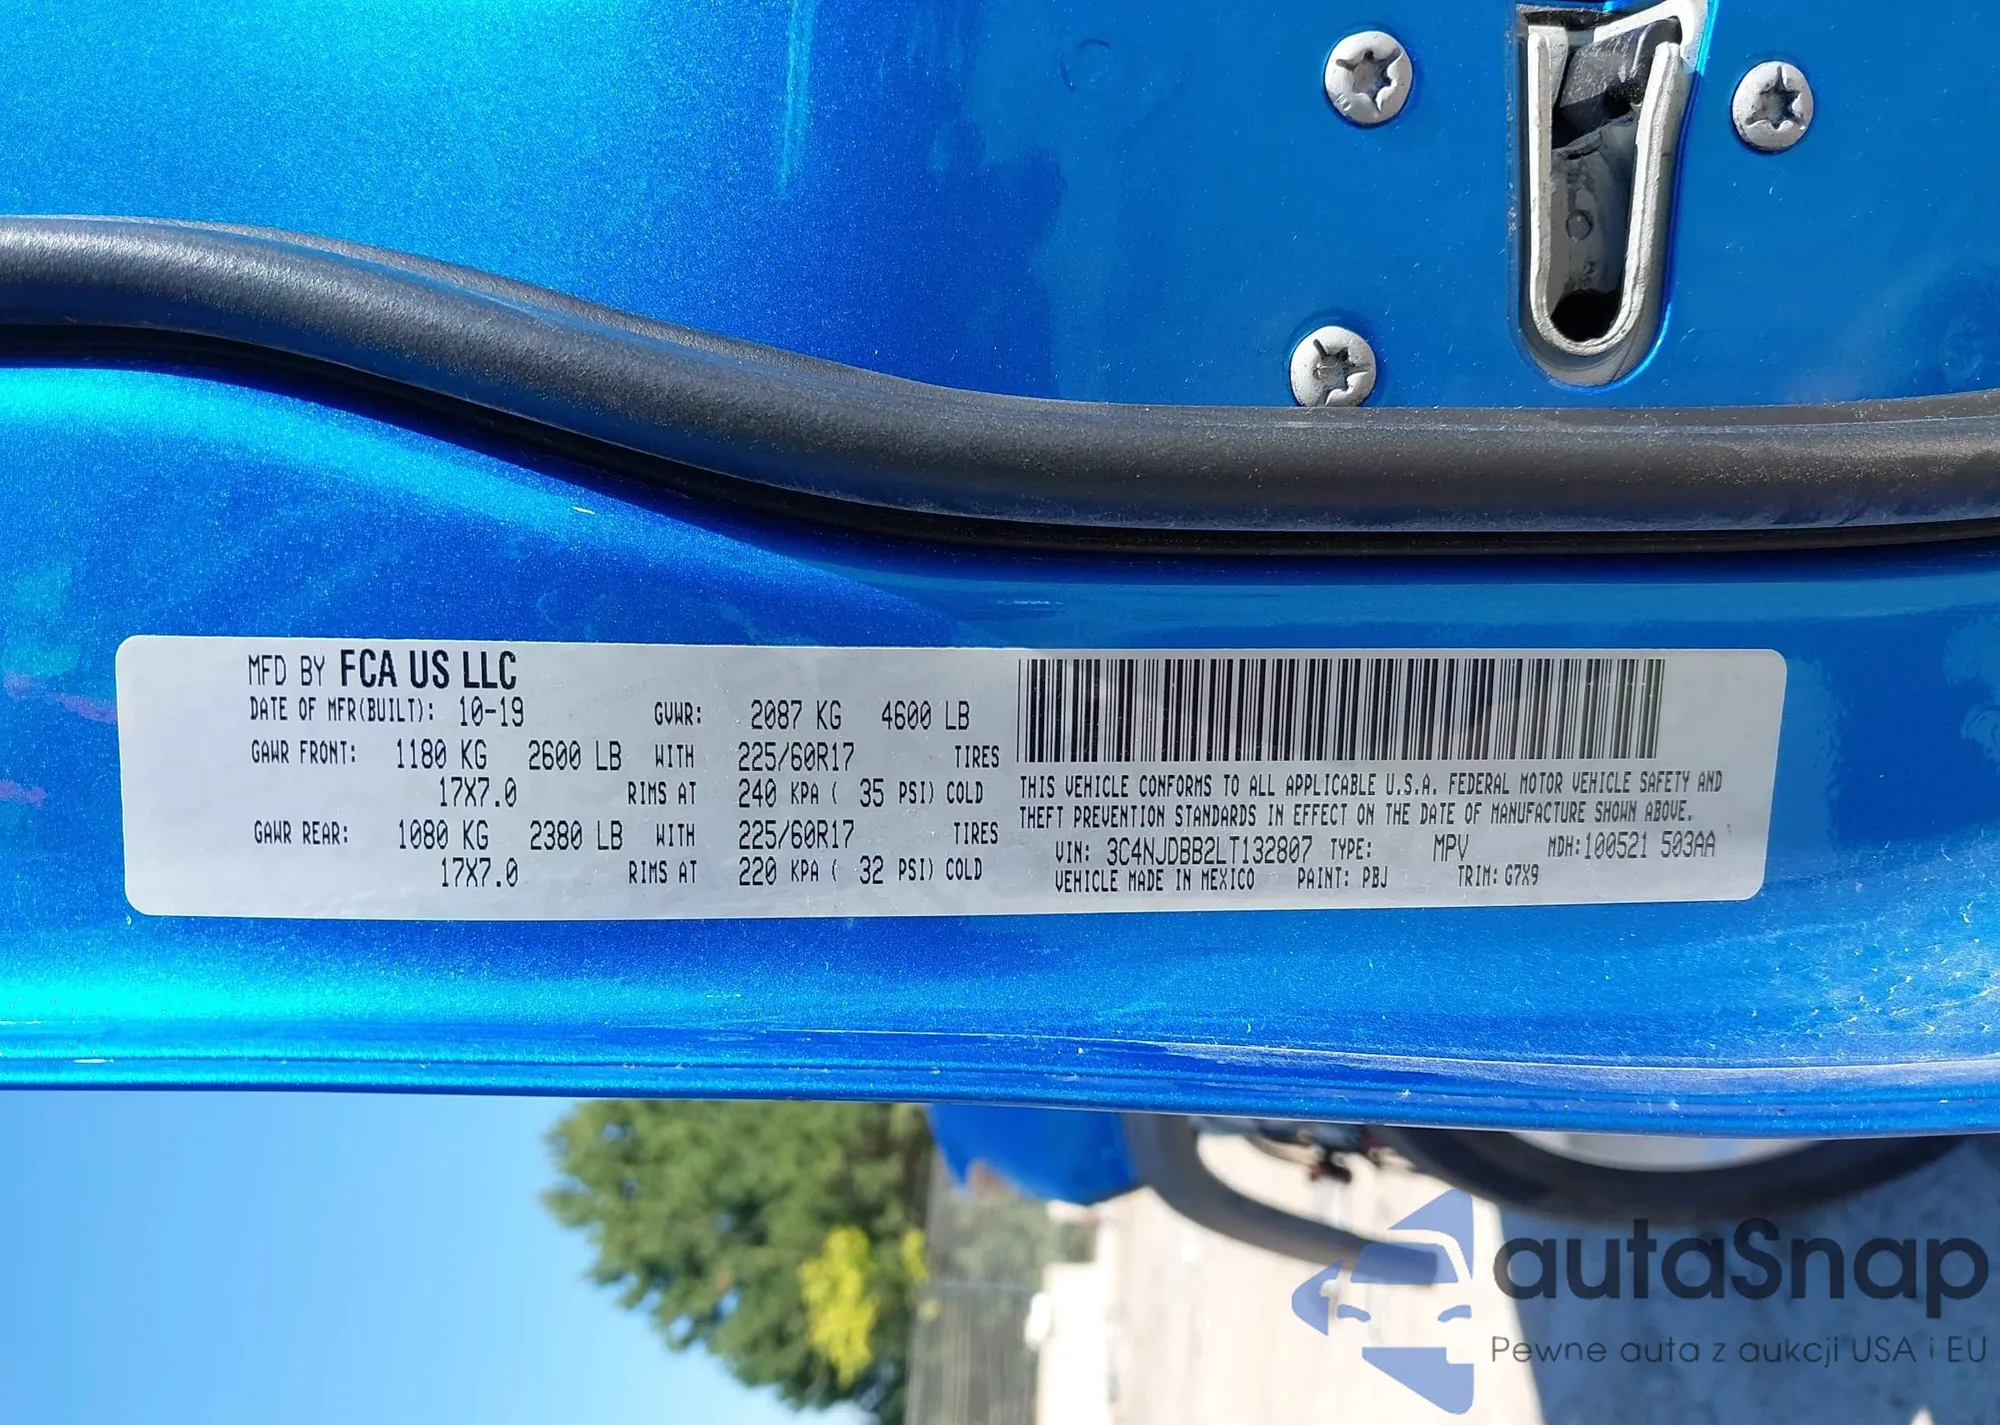 MFD BY FCA US LLC
DATE OF MFR(BUILT): 10-19 GVWR: 2087 KG 4600 LB
GAWR FRONT: 1180 KG 2600 LB WITH 225/60R17 TIRES
17X7.0 RIMS AT 240 KPA ( 35 PSI) COLD
GAWR REAR: 1080 KG 2380 LB WITH 225/60R17 TIRES
17X7.0 RIMS AT 220 KPA ( 32 PSI) COLD
THIS VEHICLE CONFORMS TO ALL APPLICABLE U.S.A. FEDERAL MOTOR VEHICLE SAFETY AND
THEFT PREVENTION STANDARDS IN EFFECT ON THE DATE OF MANUFACTURE SHOWN ABOVE.
VIN: 3C4NJDBB2LT132807 TYPE: MPV MDH:100521 503AA
VEHICLE MADE IN MEXICO PAINT: PBJ TRIM: G7X9
autaSnap
Pewne auta z aukcji USA i EU